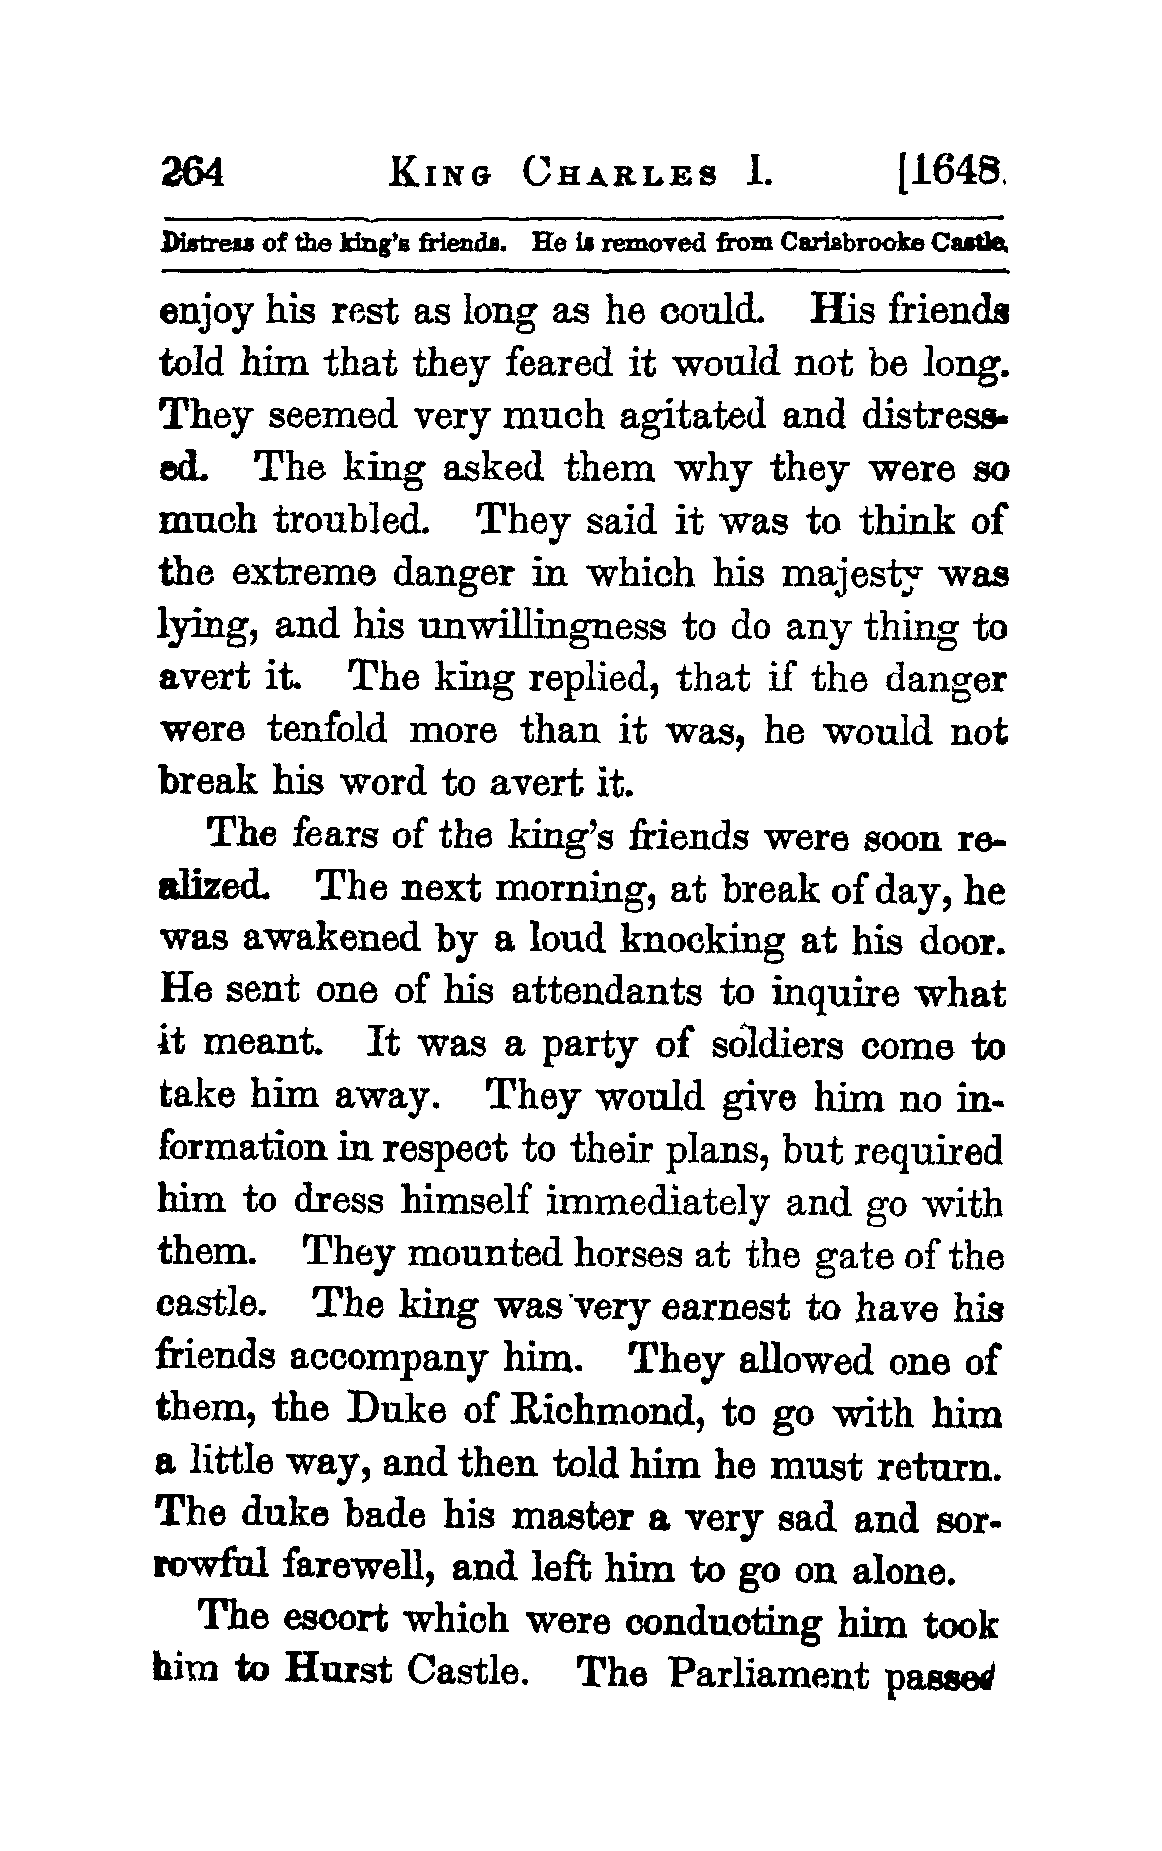 264 King Charles I. [1648.
Distress of the king's friends. He is removed from Carisbrooke Castle.
enjoy his rest as long as he could. His friends
told him that they feared it would not be long.
They seemed very much agitated and distress-
ed. The king asked them why they were so
much troubled. They said it was to think of
the extreme danger in which his majesty was
lying, and his unwillingness to do any thing to
avert it. The king replied, that if the danger
were tenfold more than it was, he would not
break his word to avert it.
The fears of the king's friends were soon re-
alized. The next morning, at break of day, he
was awakened by a loud knocking at his door.
He sent one of his attendants to inquire what
it meant. It was a party of soldiers come to
take him away. They would give him no in-
formation in respect to their plans, but required
him to dress himself immediately and go with
them. They mounted horses at the gate of the
castle. The king was very earnest to have his
friends accompany him. They allowed one of
them, the Duke of Richmond, to go with him
a little way, and then told him he must return.
The duke bade his master a very sad and sor-
rowful farewell, and left him to go on alone.
The escort which were conducting him took
him to Hurst Castle. The Parliament passed